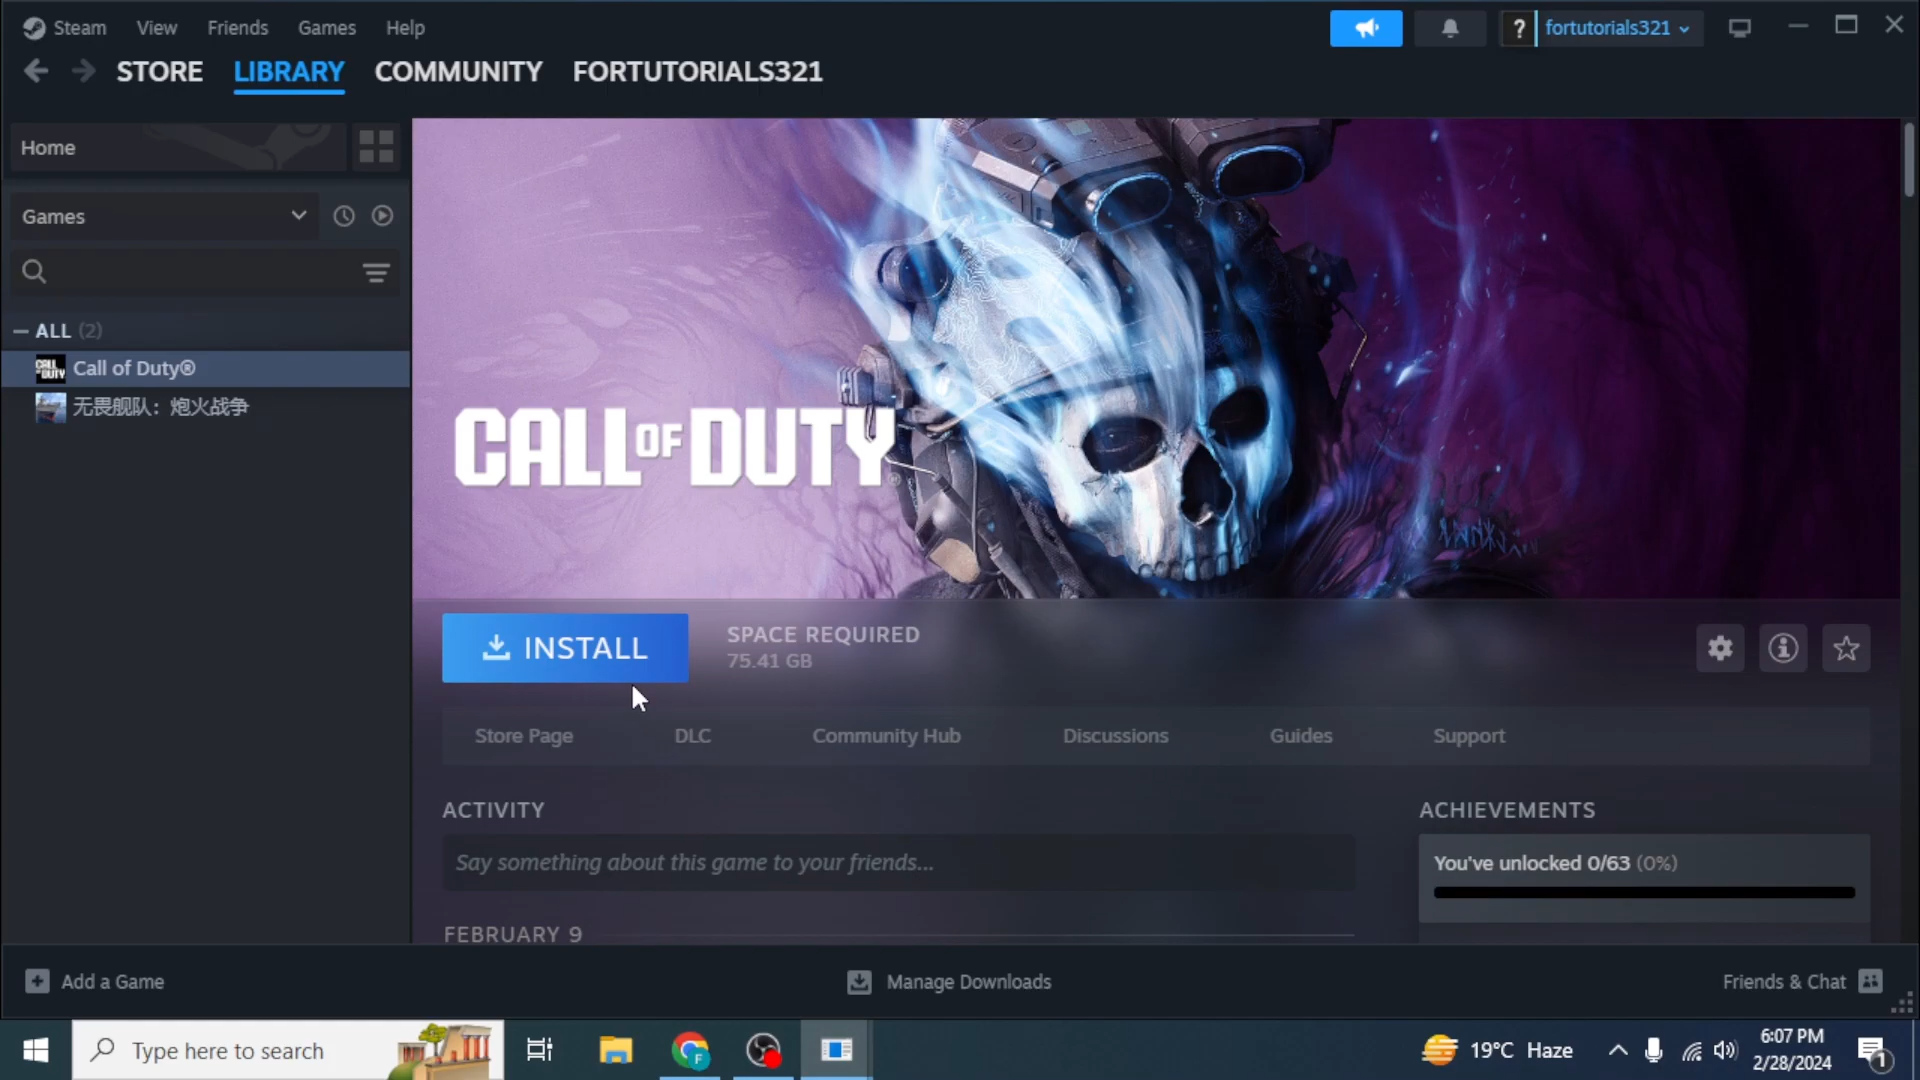 Steam View Friends Games Help
? fortutorials321
STORE LIBRARY COMMUNITY FORTUTORIALS321
Home
Games
ALL (2)
CALL OF DUTY Call of Duty®
无畏舰队：炮火战争
CALL OF DUTY®
INSTALL
SPACE REQUIRED
75.41 GB
Store Page DLC Community Hub Discussions Guides Support
ACTIVITY
Say something about this game to your friends...
FEBRUARY 9
ACHIEVEMENTS
You've unlocked 0/63 (0%)
Add a Game
Manage Downloads
Friends & Chat
Type here to search
F
19°C Haze
6:07 PM
2/28/2024
1